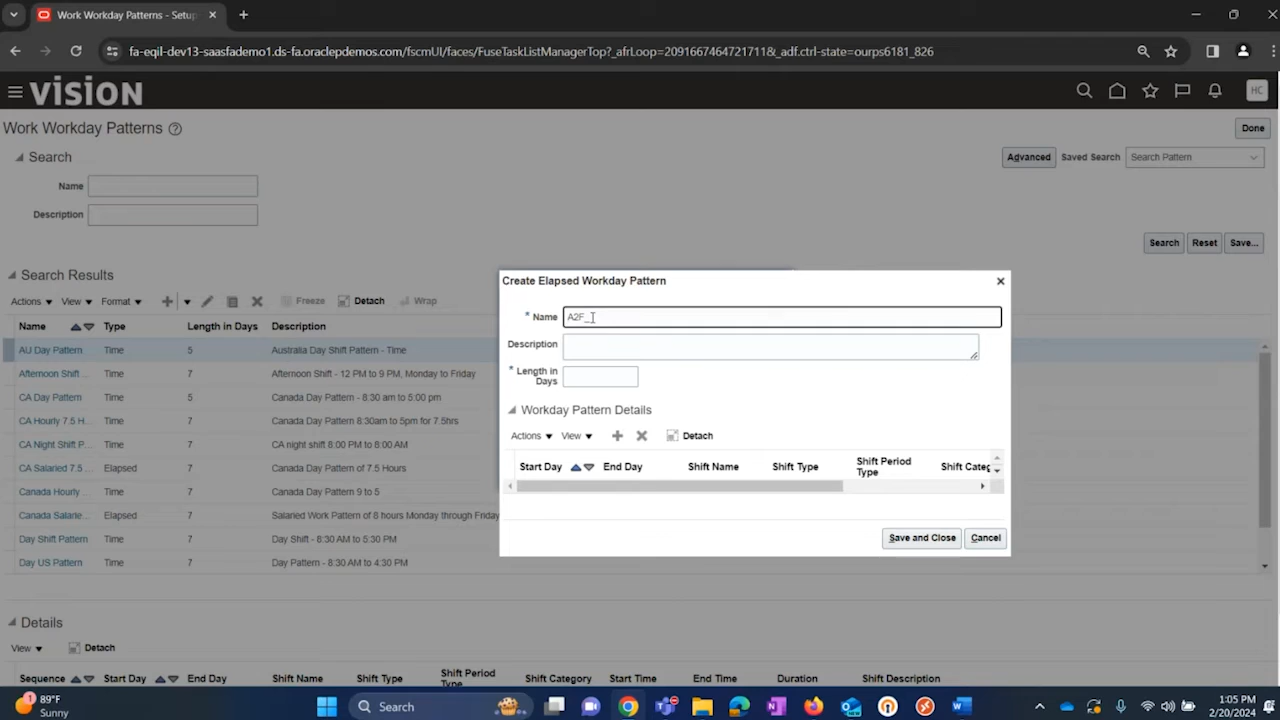 Work Workday Patterns - Setup
fa-eqil-dev13-saasfademo1.ds-fa.oraclepdemos.com/fscmUI/faces/FuseTaskListManagerTop?_afrLoop=20916674647217118&_adf.ctrl-state=ourps6181_826
VISION
HC
Work Workday Patterns
Done
Search
Advanced Saved Search Search Pattern
Name
Description
Search Reset Save...
Search Results
Actions View Format Freeze Detach Wrap
Name Type Length in Days Description
AU Day Pattern Time 5 Australia Day Shift Pattern - Time
Afternoon Shift ... Time 7 Afternoon Shift - 12 PM to 9 PM, Monday to Friday
CA Day Pattern Time 5 Canada Day Pattern - 8:30 am to 5:00 pm
CA Hourly 7.5 H... Time 7 Canada Day Pattern 8:30am to 5pm for 7.5hrs
CA Night Shift P... Time 7 CA night shift 8:00 PM to 8:00 AM
CA Salaried 7.5 ... Elapsed 7 Canada Day Pattern of 7.5 Hours
Canada Hourly ... Time 7 Canada Day Pattern 9 to 5
Canada Salarie... Elapsed 7 Salaried Work Pattern of 8 hours Monday through Friday
Day Shift Pattern Time 7 Day Shift - 8:30 AM to 5:30 PM
Day US Pattern Time 7 Day Pattern - 8:30 AM to 4:30 PM
Create Elapsed Workday Pattern
* Name A2F_
Description
* Length in
Days
Workday Pattern Details
Actions View Detach
Start Day End Day Shift Name Shift Type Shift Period
Type Shift Categ
Save and Close Cancel
Details
View Detach
Sequence Start Day End Day Shift Name Shift Type Shift Period
Type Shift Category Start Time End Time Duration Shift Description
1
89°F
Sunny
Search
1:05 PM
2/20/2024